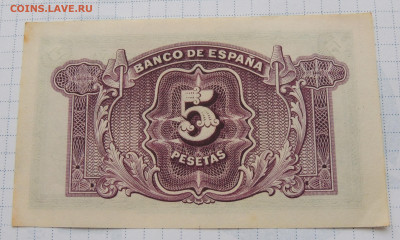 COINS.LAVE.RU
BANCO DE ESPAÑA
5
PESETAS